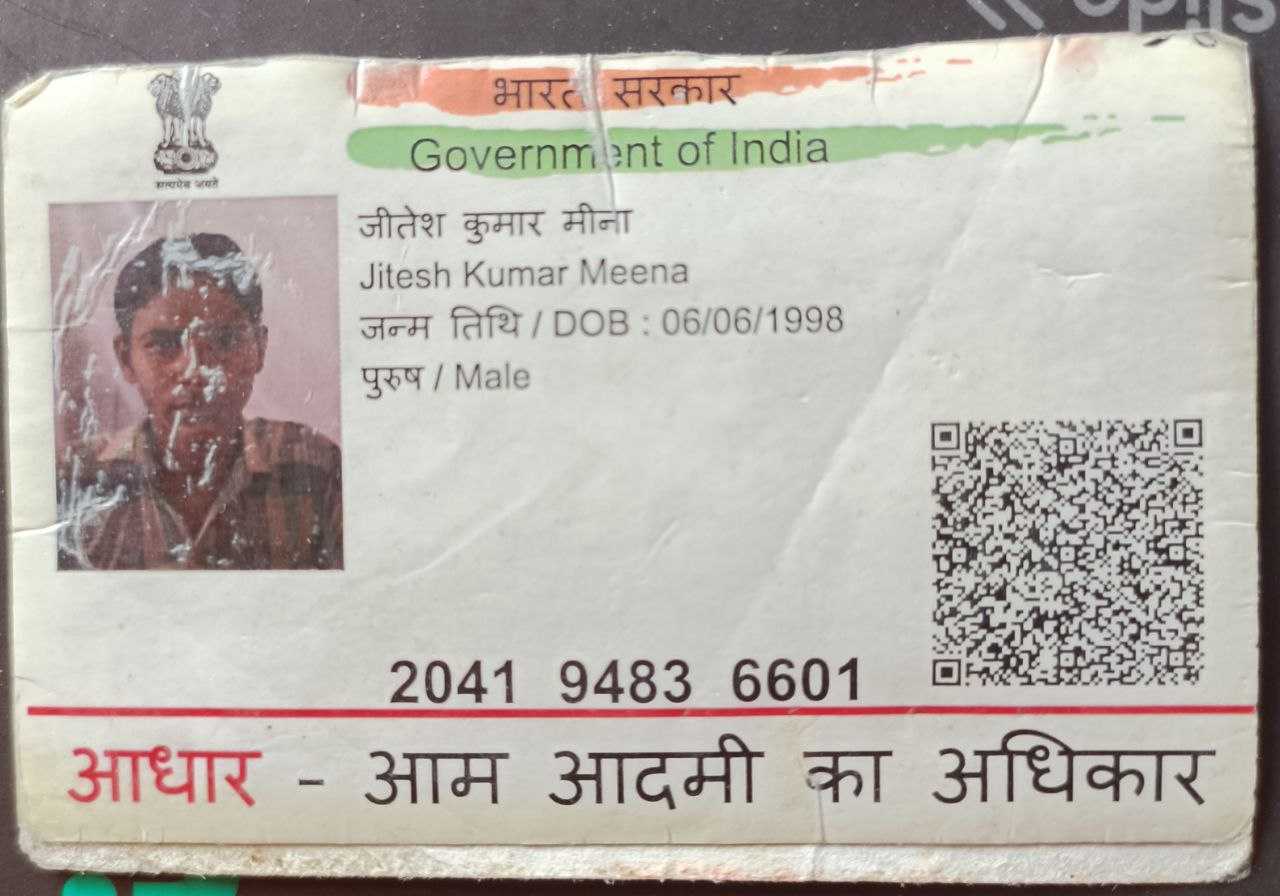 भारत सरकार
Government of India
सत्यमेव जयते
जीतेश कुमार मीना
Jitesh Kumar Meena
जन्म तिथि / DOB : 06/06/1998
पुरुष / Male
2041 9483 6601
आधार - आम आदमी का अधिकार